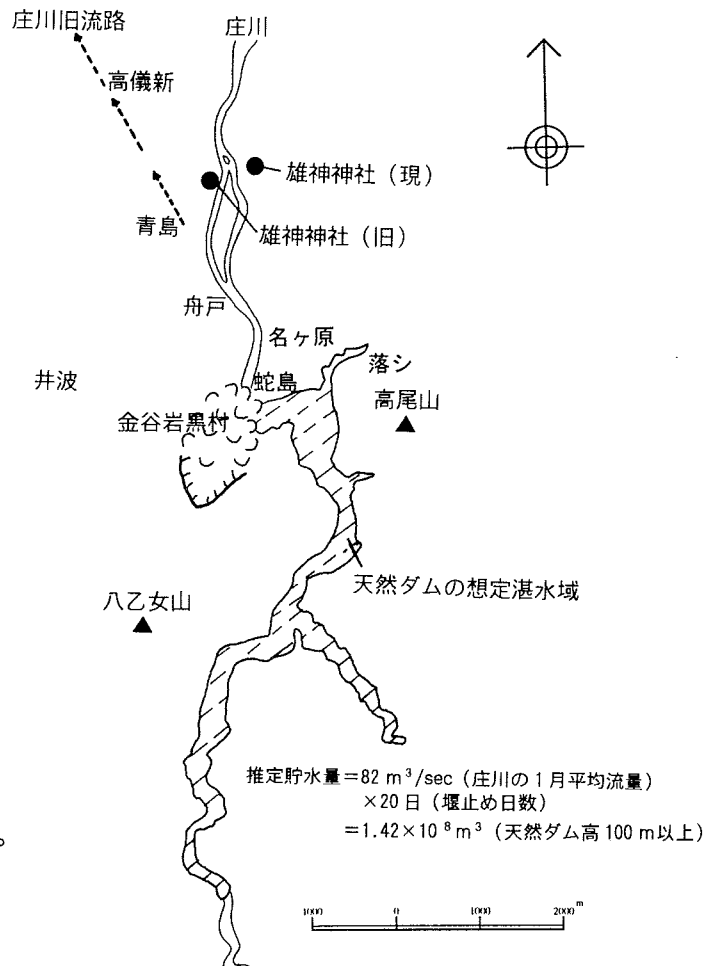 庄川旧流路
庄川
高儀新
雄神神社（現）
青島
雄神神社（旧）
舟戸
名ヶ原
落シ
井波
蛇島
高尾山
金谷岩黒村
天然ダムの想定湛水域
八乙女山
推定貯水量＝82 m³/sec（庄川の1月平均流量）
×20日（堰止め日数）
＝1.42×10⁸m³（天然ダム高100 m以上）
。
1000 0 1000 2000 m